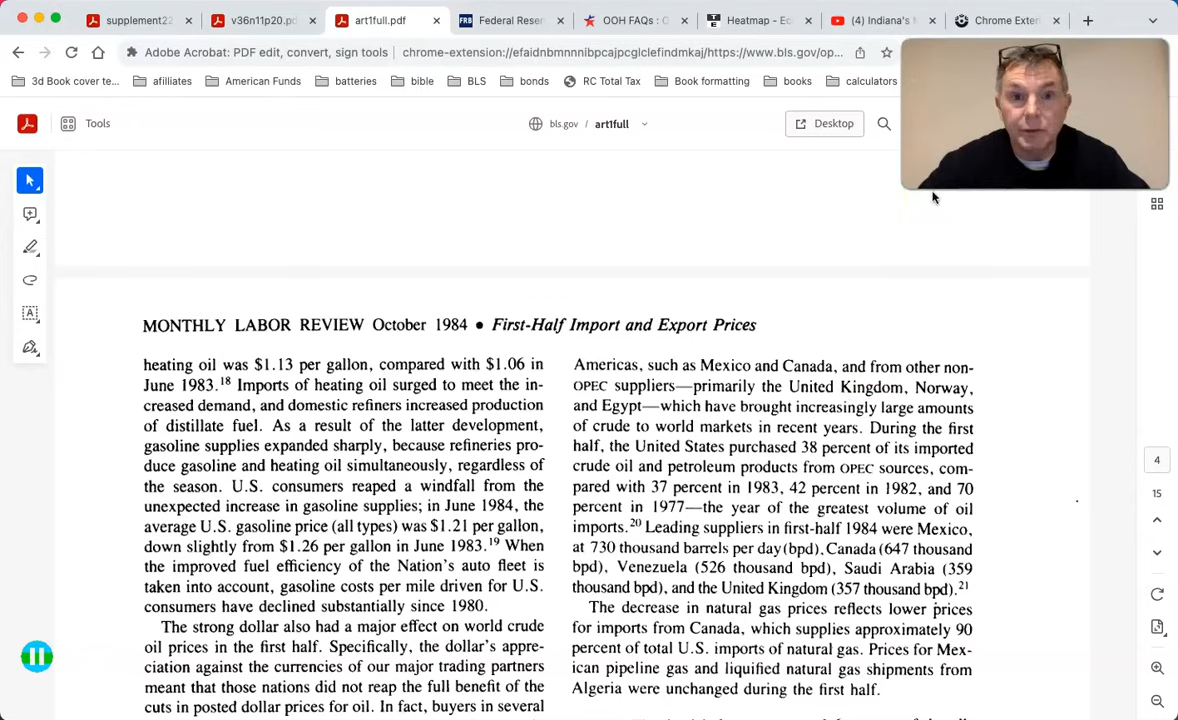 supplement22
v36n11p20.pd
art1full.pdf
Federal Rese
OOH FAQs : O
Heatmap - Ec
(4) Indiana's
Chrome Exten
Adobe Acrobat: PDF edit, convert, sign tools
chrome-extension://efaidnbmnnnibpcajpcglclefindmkaj/https://www.bls.gov/op...
3d Book cover te...
afilliates
American Funds
batteries
bible
BLS
bonds
RC Total Tax
Book formatting
books
calculators
Tools
bls.gov / art1full
Desktop
MONTHLY LABOR REVIEW October 1984 • First-Half Import and Export Prices
heating oil was $1.13 per gallon, compared with $1.06 in
June 1983.18 Imports of heating oil surged to meet the in-
creased demand, and domestic refiners increased production
of distillate fuel. As a result of the latter development,
gasoline supplies expanded sharply, because refineries pro-
duce gasoline and heating oil simultaneously, regardless of
the season. U.S. consumers reaped a windfall from the
unexpected increase in gasoline supplies; in June 1984, the
average U.S. gasoline price (all types) was $1.21 per gallon,
down slightly from $1.26 per gallon in June 1983.19 When
the improved fuel efficiency of the Nation's auto fleet is
taken into account, gasoline costs per mile driven for U.S.
consumers have declined substantially since 1980.
The strong dollar also had a major effect on world crude
oil prices in the first half. Specifically, the dollar's appre-
ciation against the currencies of our major trading partners
meant that those nations did not reap the full benefit of the
cuts in posted dollar prices for oil. In fact, buyers in several
Americas, such as Mexico and Canada, and from other non-
OPEC suppliers—primarily the United Kingdom, Norway,
and Egypt—which have brought increasingly large amounts
of crude to world markets in recent years. During the first
half, the United States purchased 38 percent of its imported
crude oil and petroleum products from OPEC sources, com-
pared with 37 percent in 1983, 42 percent in 1982, and 70
percent in 1977—the year of the greatest volume of oil
imports.20 Leading suppliers in first-half 1984 were Mexico,
at 730 thousand barrels per day (bpd), Canada (647 thousand
bpd), Venezuela (526 thousand bpd), Saudi Arabia (359
thousand bpd), and the United Kingdom (357 thousand bpd).21
The decrease in natural gas prices reflects lower prices
for imports from Canada, which supplies approximately 90
percent of total U.S. imports of natural gas. Prices for Mex-
ican pipeline gas and liquified natural gas shipments from
Algeria were unchanged during the first half.
4
15